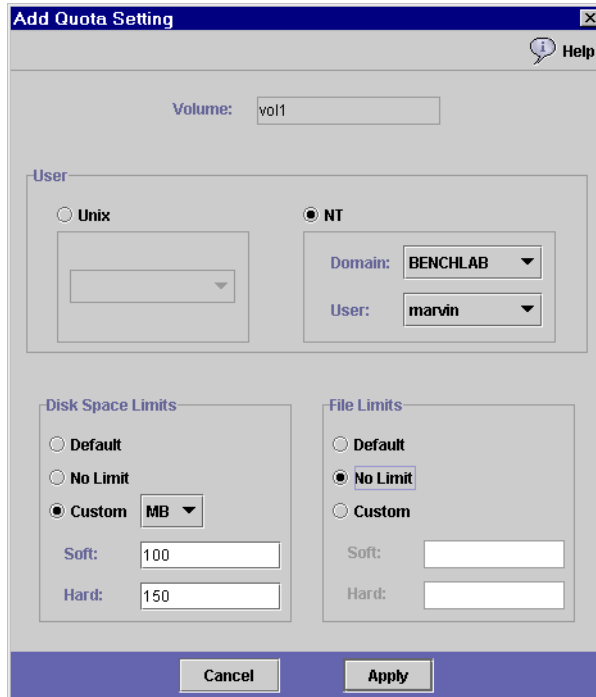 Add Quota Setting
Help
Volume: vol1
User
Unix
NT
Domain: BENCHLAB
User: marvin
Disk Space Limits
Default
No Limit
Custom MB
Soft: 100
Hard: 150
File Limits
Default
No Limit
Custom
Soft:
Hard:
Cancel
Apply